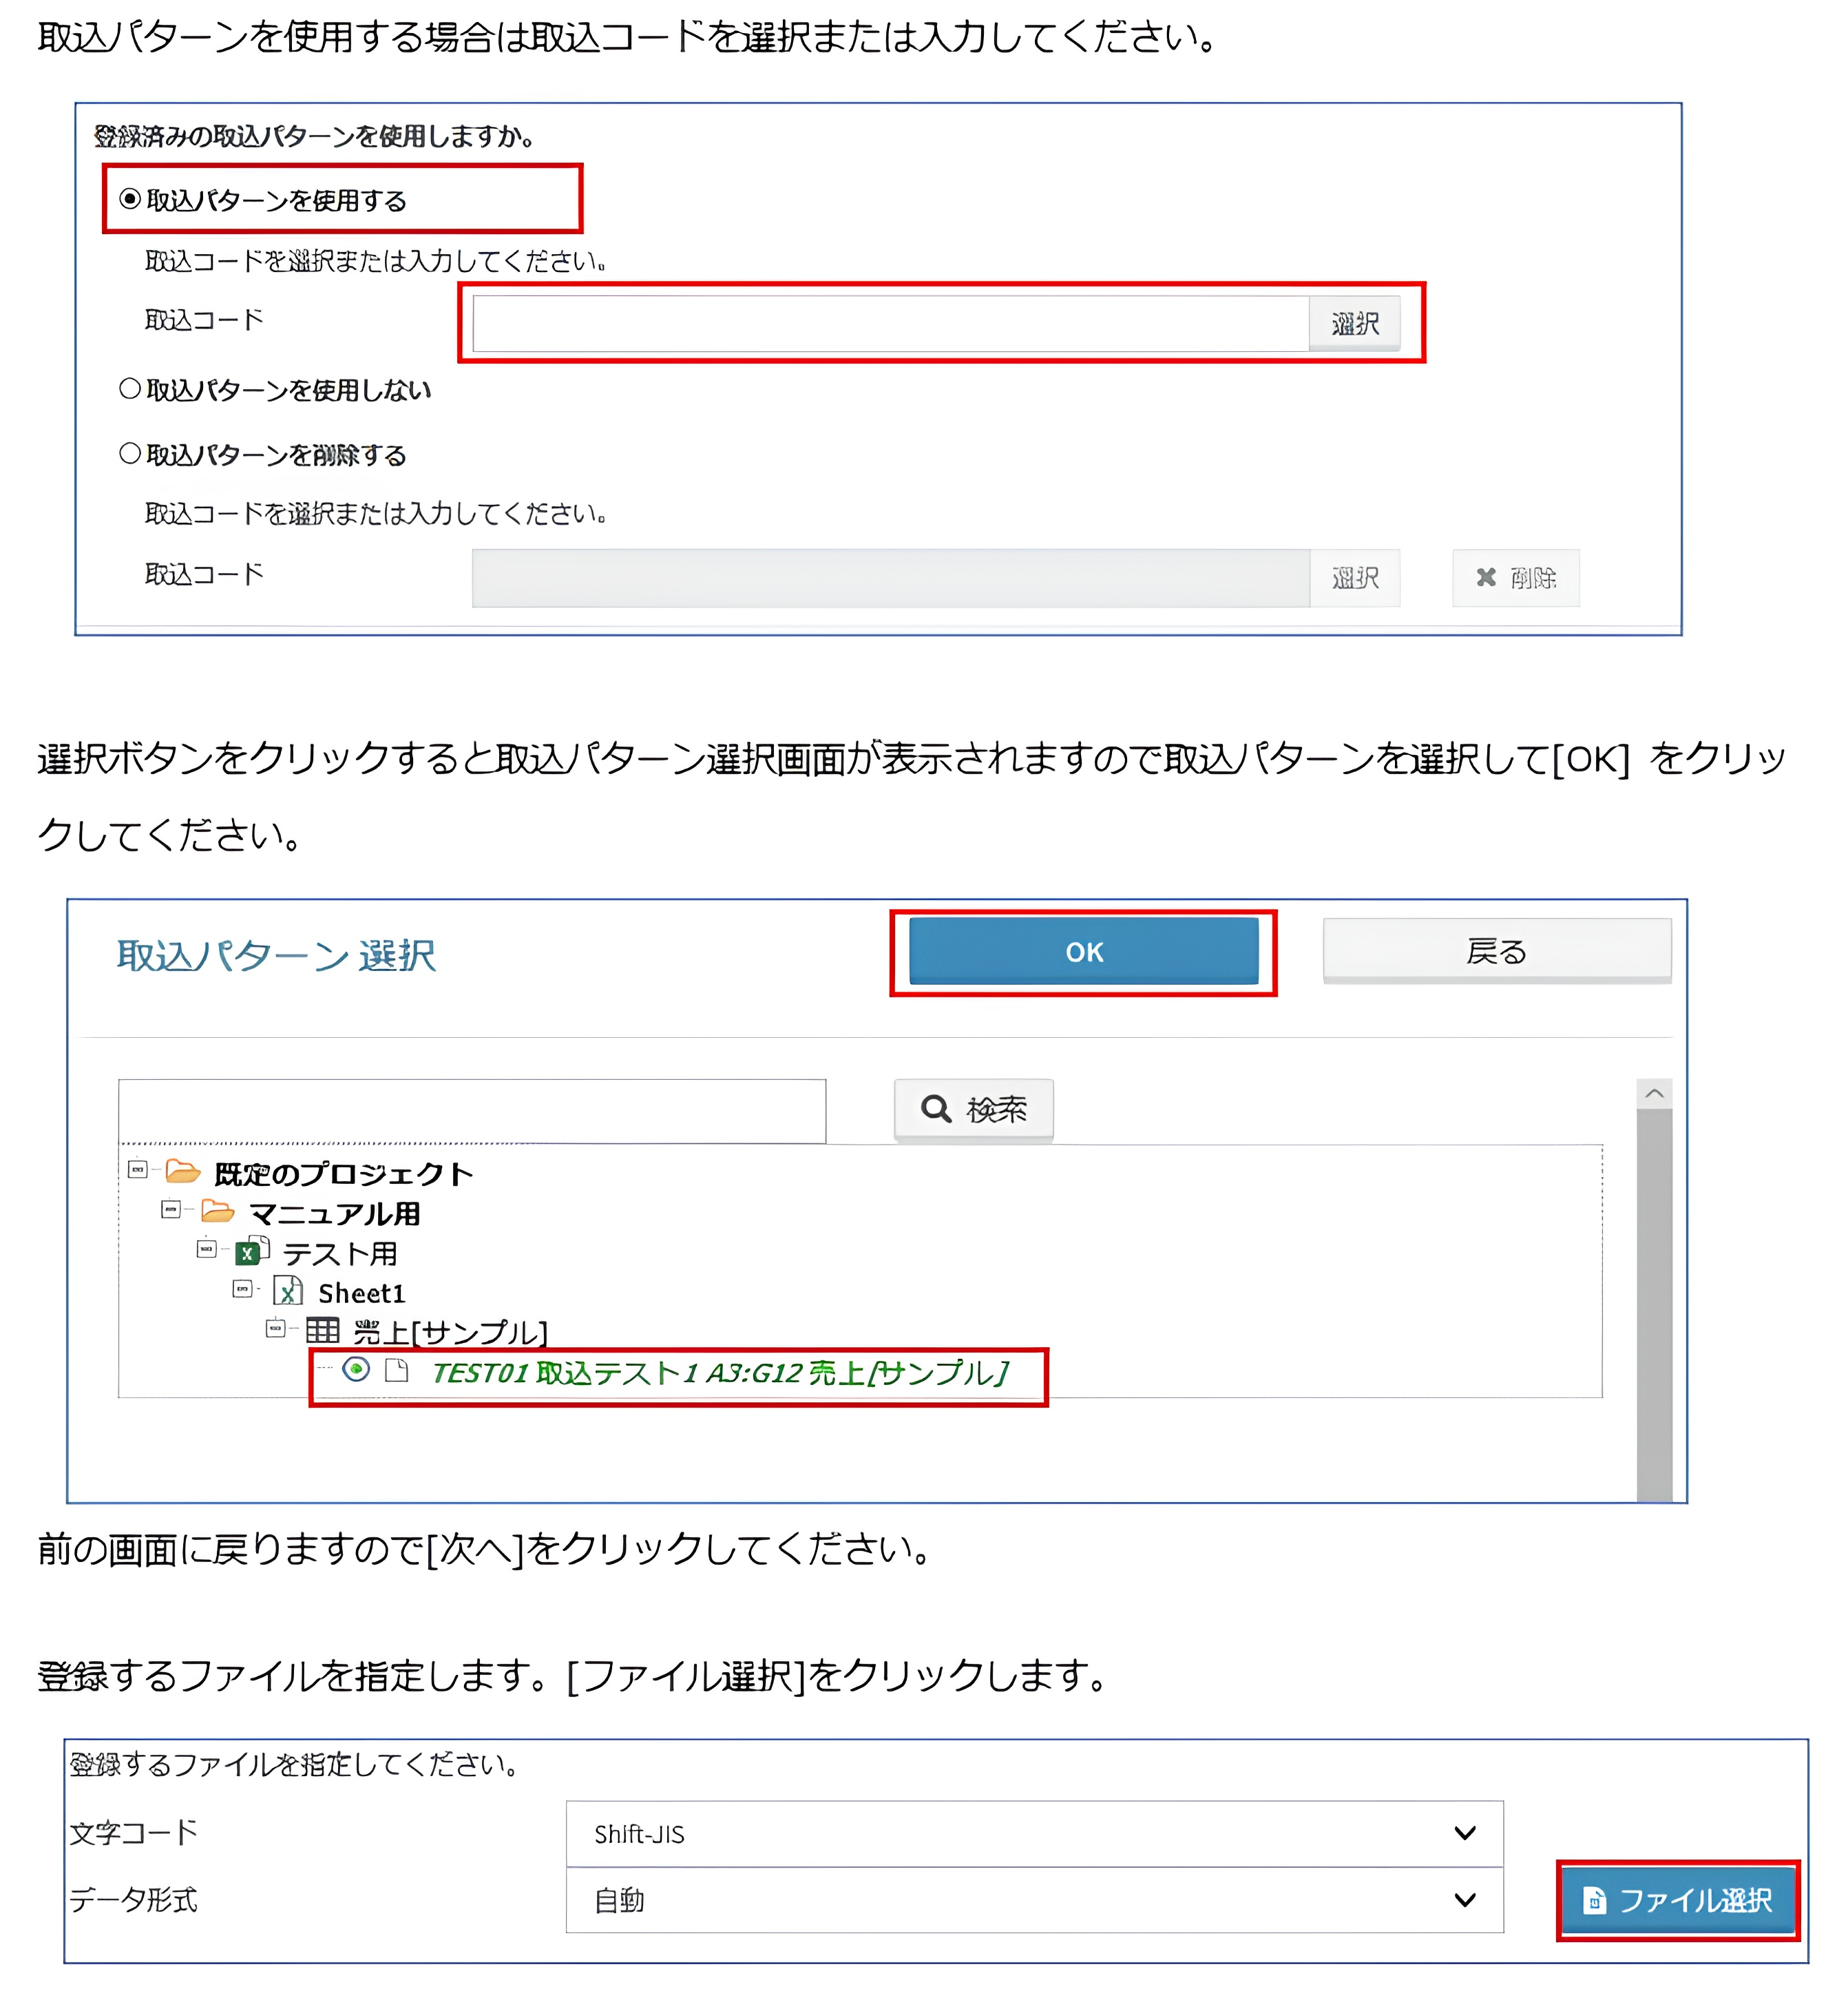 取込パターンを使用する場合は取込コードを選択または入力してください。
登録済みの取込パターンを使用しますか。
取込パターンを使用する
取込コードを選択または入力してください。
取込コード
選択
取込パターンを使用しない
取込パターンを削除する
取込コードを選択または入力してください。
取込コード
選択
削除
選択ボタンをクリックすると取込パターン選択画面が表示されますので取込パターンを選択して[OK] をクリッ
クしてください。
取込パターン 選択
OK
戻る
検索
既定のプロジェクト
マニュアル用
テスト用
Sheet1
売上[サンプル]
TEST01 取込テスト1 A3:G12 売上[サンプル]
前の画面に戻りますので[次へ]をクリックしてください。
登録するファイルを指定します。[ファイル選択]をクリックします。
登録するファイルを指定してください。
文字コード
Shift-JIS
データ形式
自動
ファイル選択